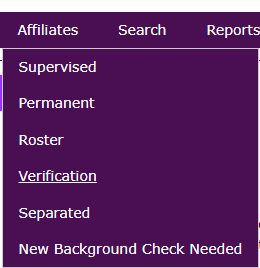 Affiliates Search Reports
Supervised
Permanent
Roster
Verification
Separated
New Background Check Needed